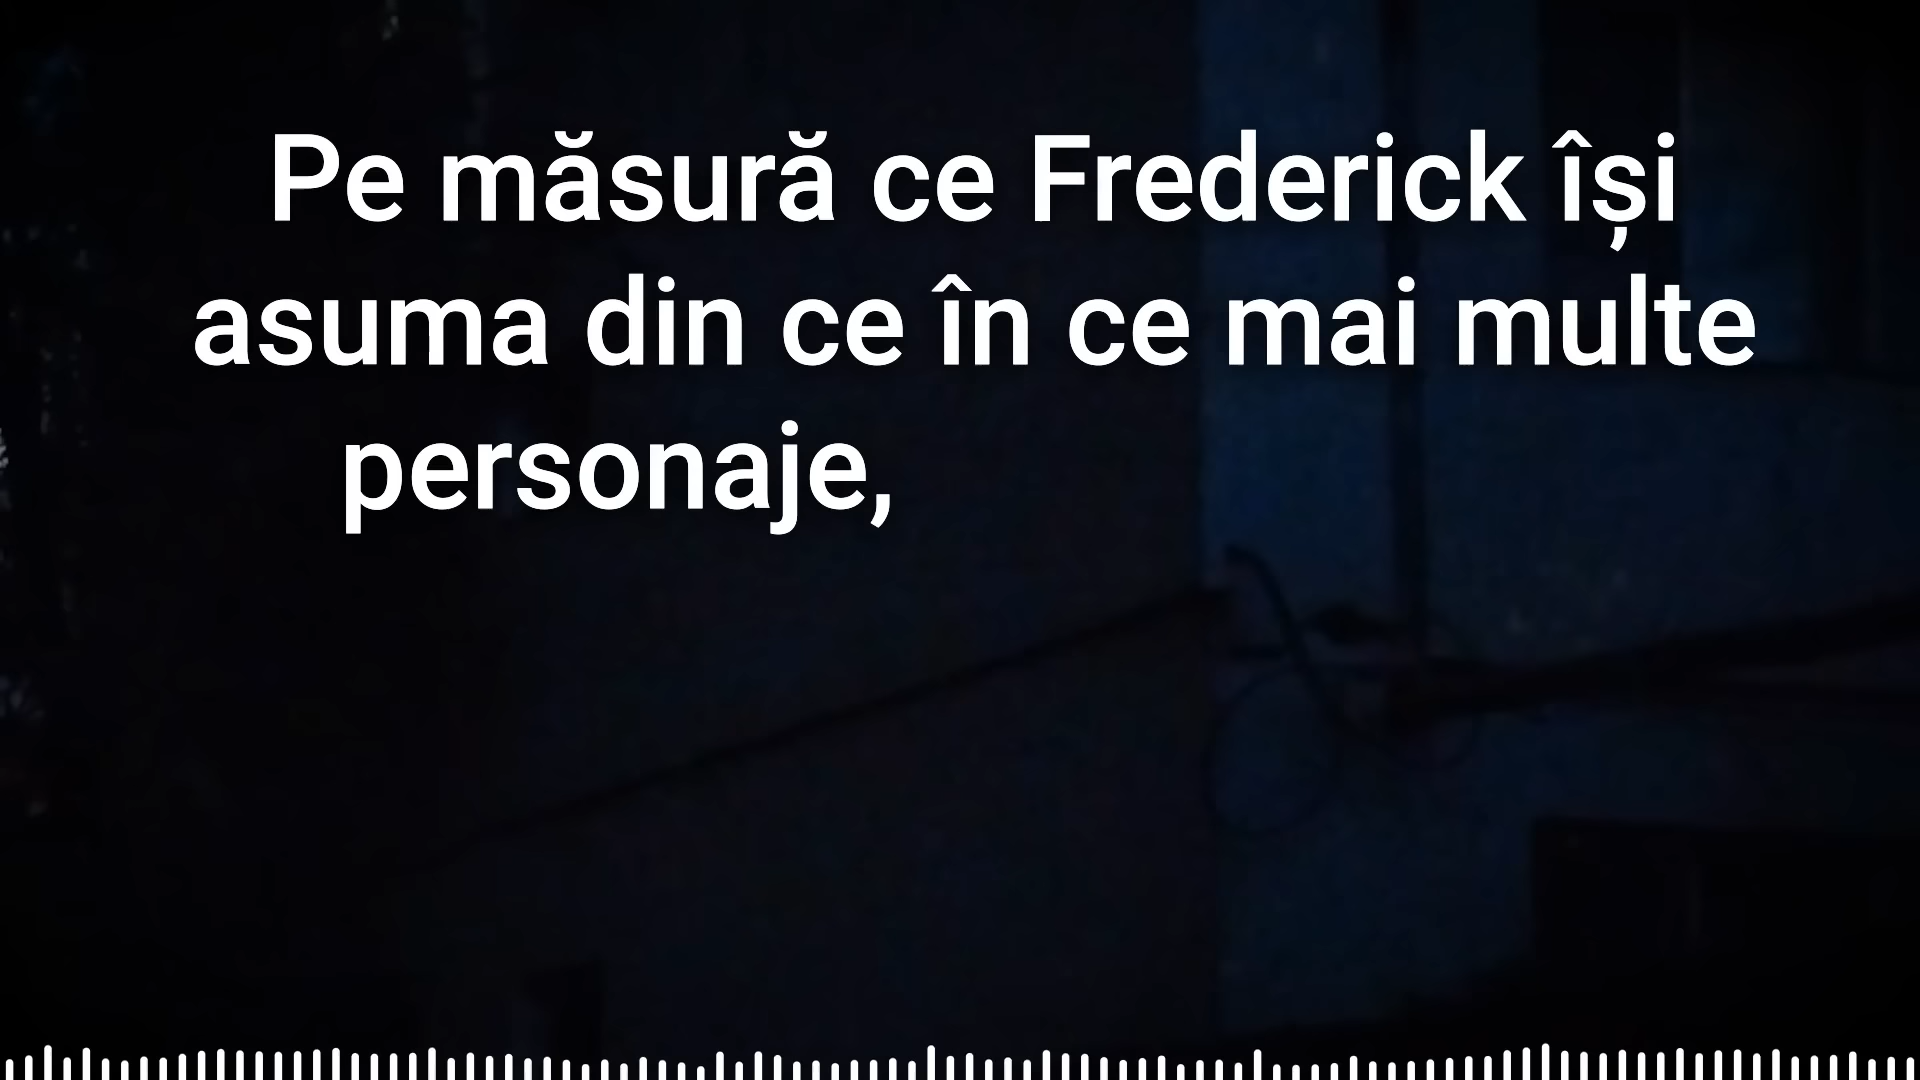 Pe măsură ce Frederick își
asuma din ce în ce mai multe
personaje,